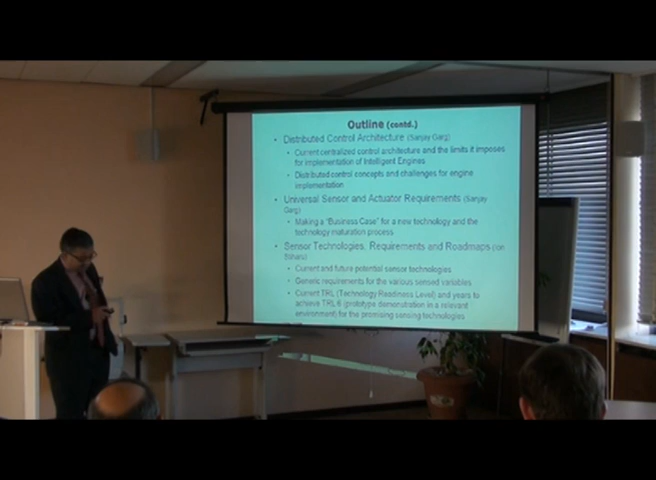 Outline (contd.)
• Distributed Control Architecture (Sanjay Garg)
• Current centralized control architecture and the limits it imposes
for implementation of Intelligent Engines
• Distributed control concepts and challenges for engine
implementation
• Universal Sensor and Actuator Requirements (Sanjay
Garg)
• Making a "Business Case" for a new technology and the
technology maturation process
• Sensor Technologies, Requirements and Roadmaps
• Current and future potential sensor technologies
• Generic requirements for the various sensed variables
• Current TRL (Technology Readiness Level) and years to
achieve TRL 6 (prototype demonstration in a relevant
environment) for the promising sensing technologies